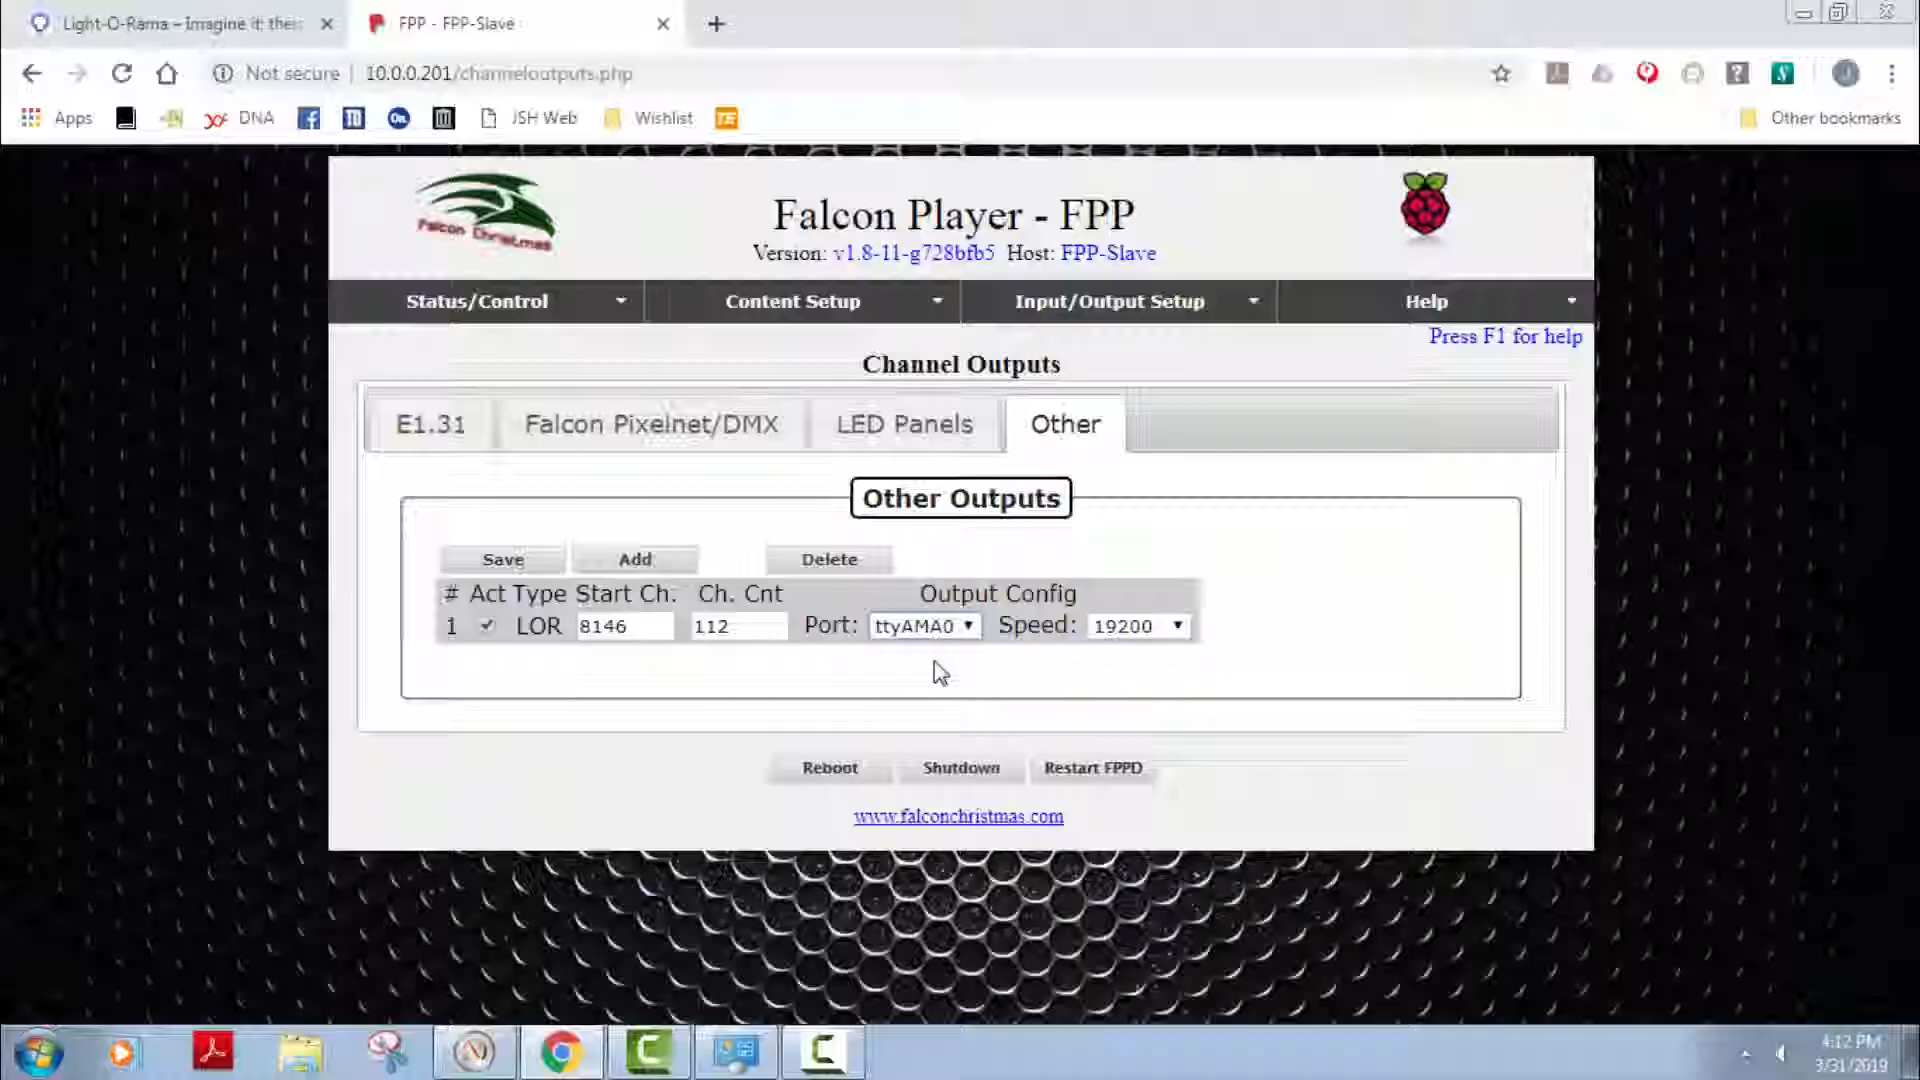 Light-O-Rama – Imagine it: ther
FPP - FPP-Slave
Not secure | 10.0.0.201/channeloutputs.php
Apps
DNA
JSH Web
Wishlist
TE
Other bookmarks
Falcon Christmas
Falcon Player - FPP
Version: v1.8-11-g728bfb5 Host: FPP-Slave
Status/Control
Content Setup
Input/Output Setup
Help
Press F1 for help
Channel Outputs
E1.31
Falcon Pixelnet/DMX
LED Panels
Other
Other Outputs
Save
Add
Delete
# Act Type Start Ch. Ch. Cnt Output Config
1 LOR 8146 112 Port: ttyAMA0 Speed: 19200
Reboot
Shutdown
Restart FPPD
www.falconchristmas.com
4:12 PM
3/31/2019